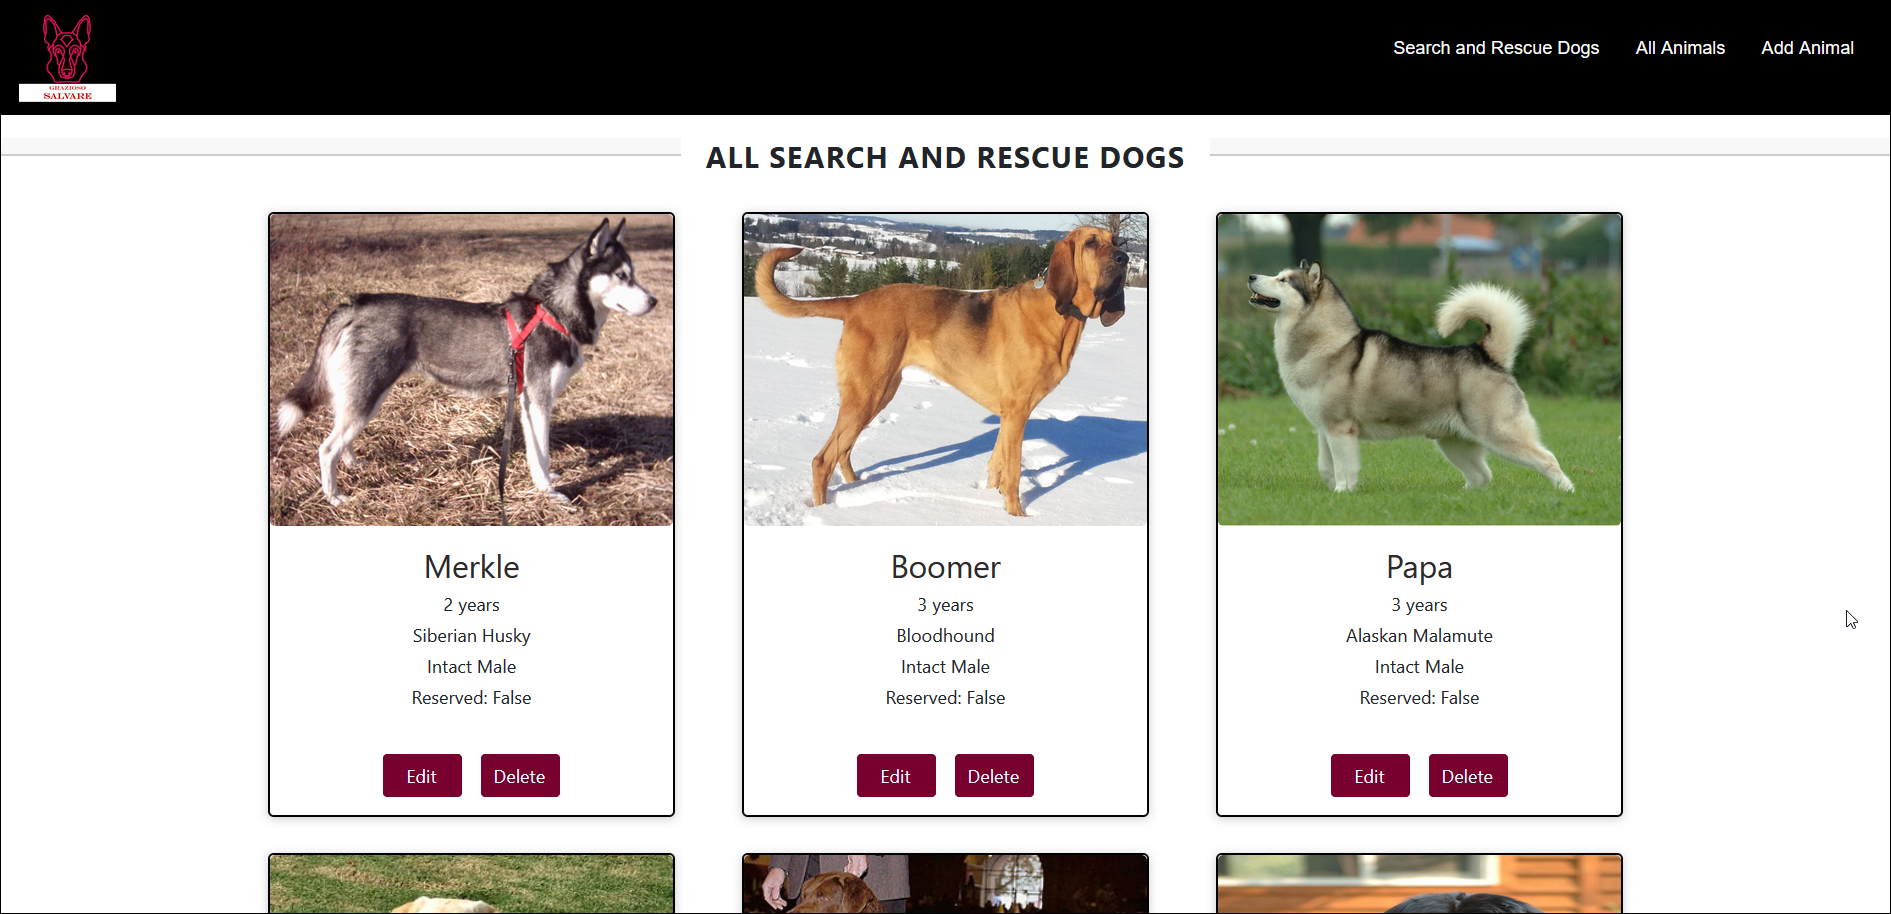 GRAZIOSO
SALVARE
Search and Rescue Dogs
All Animals
Add Animal
ALL SEARCH AND RESCUE DOGS
Merkle
2 years
Siberian Husky
Intact Male
Reserved: False
Edit
Delete
Boomer
3 years
Bloodhound
Intact Male
Reserved: False
Edit
Delete
Papa
3 years
Alaskan Malamute
Intact Male
Reserved: False
Edit
Delete